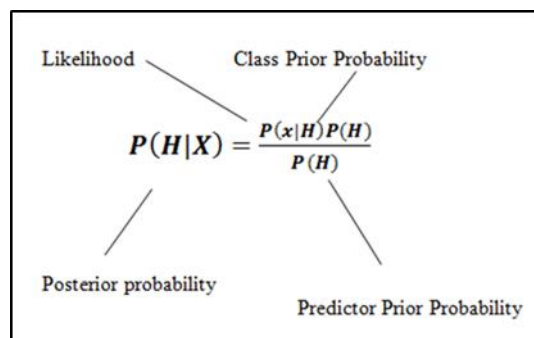 Likelihood
Class Prior Probability
P(H|X) = P(x|H)P(H) / P(H)
Posterior probability
Predictor Prior Probability